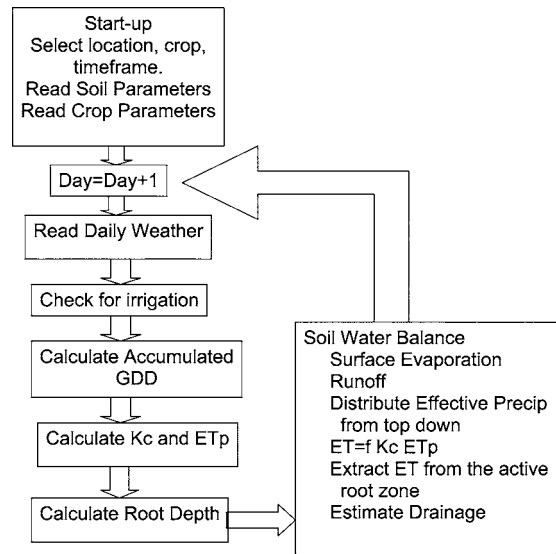 Start-up
Select location, crop,
timeframe.
Read Soil Parameters
Read Crop Parameters
Day=Day+1
Read Daily Weather
Check for irrigation
Calculate Accumulated
GDD
Calculate Kc and ETp
Calculate Root Depth
Soil Water Balance
Surface Evaporation
Runoff
Distribute Effective Precip
from top down
ET=f Kc ETp
Extract ET from the active
root zone
Estimate Drainage